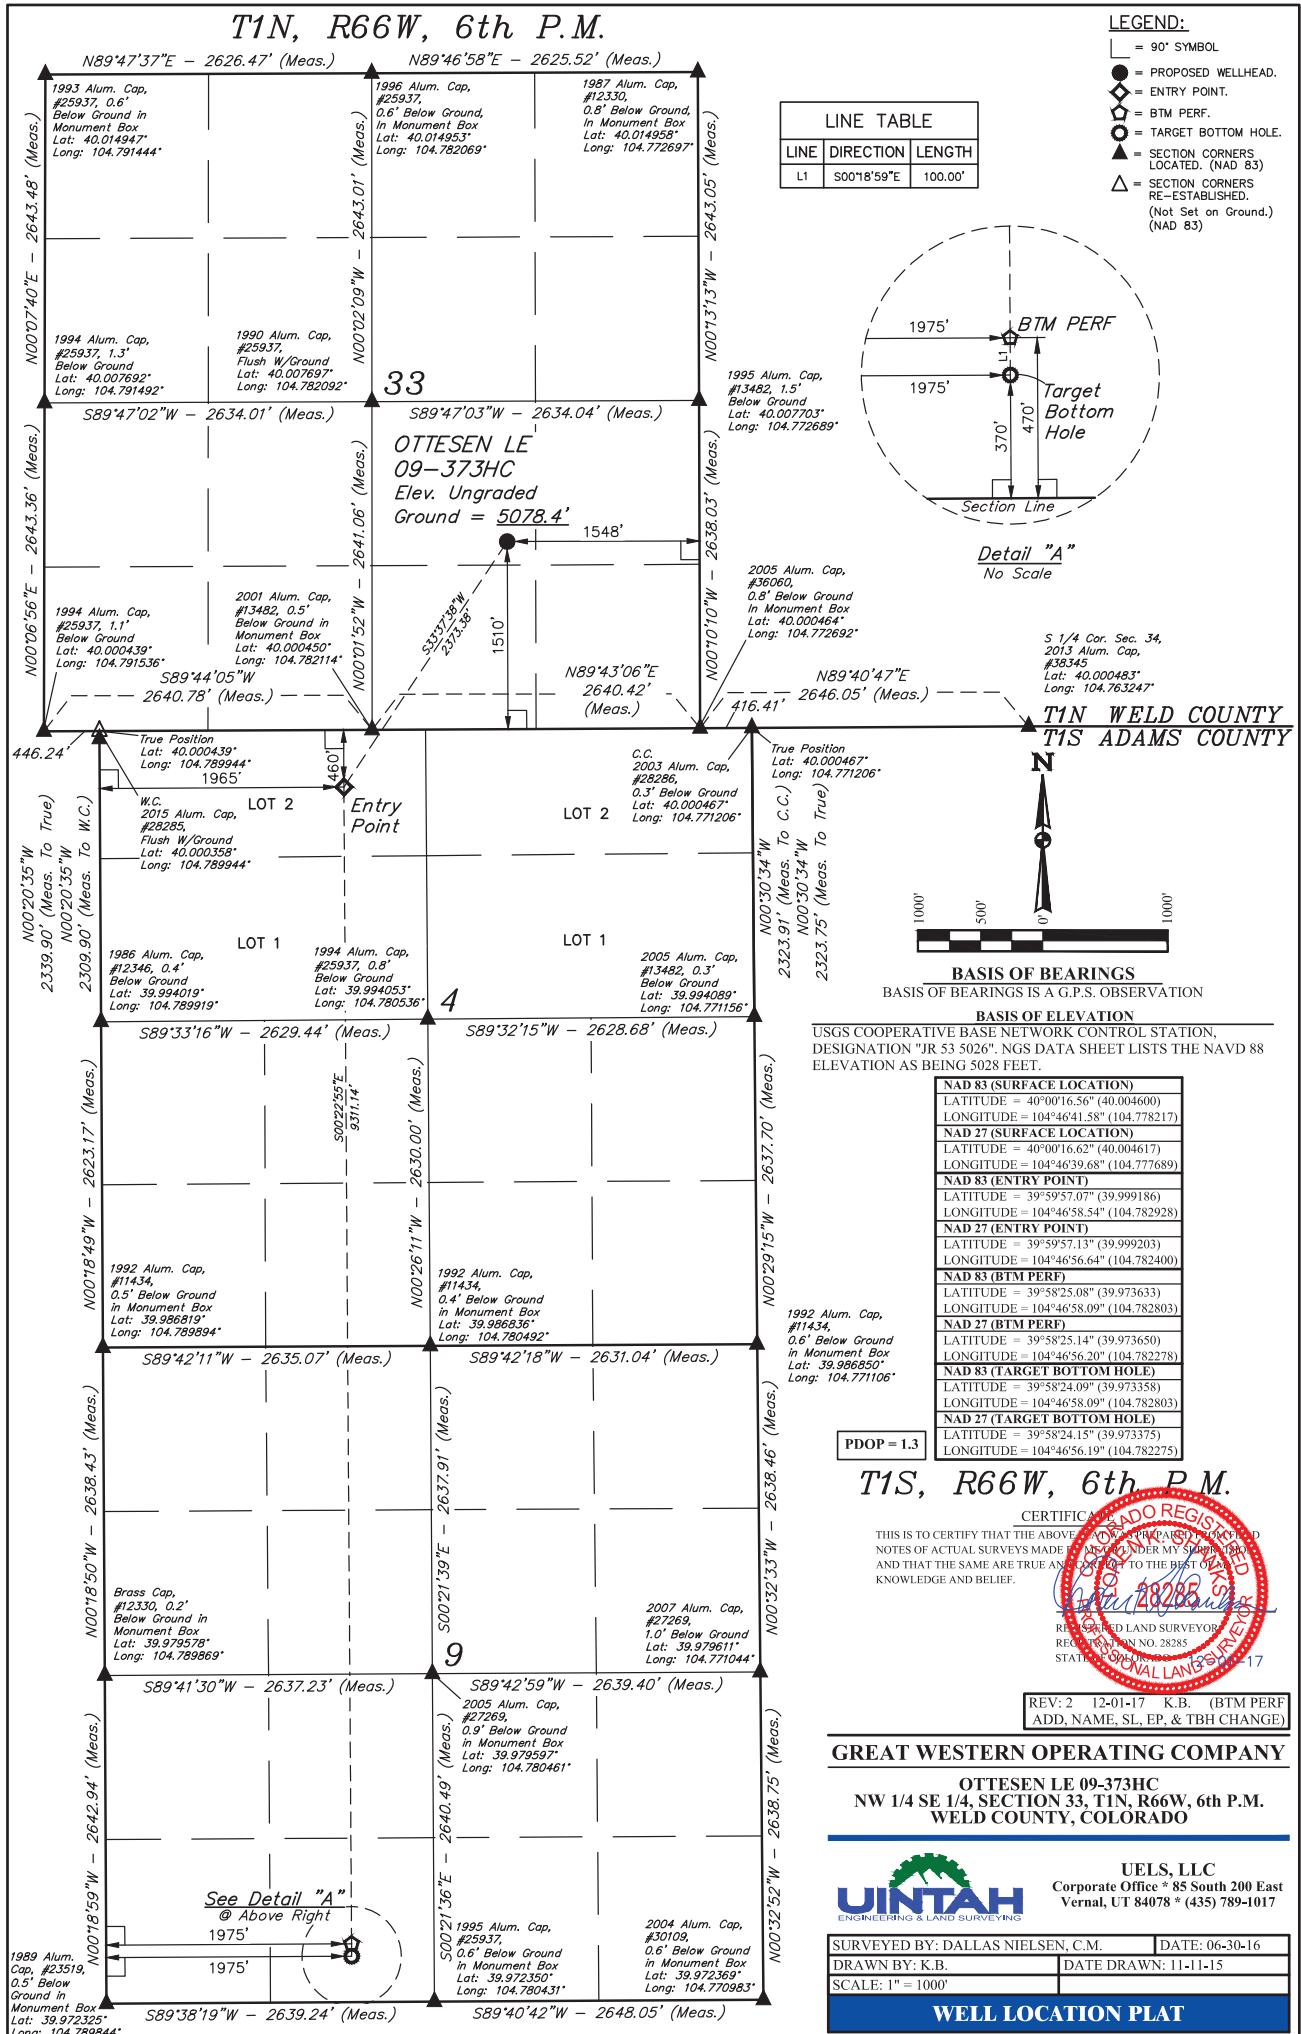 T1N, R66W, 6th P.M.
N89°47'37"E - 2626.47' (Meas.)
N89°46'58"E - 2625.52' (Meas.)
1993 Alum. Cap,
#25937, 0.6'
Below Ground in
Monument Box
Lat: 40.014947°
Long: 104.791444°
1996 Alum. Cap,
#25937,
0.6' Below Ground,
In Monument Box
Lat: 40.014953°
Long: 104.782069°
1987 Alum. Cap,
#12330,
0.8' Below Ground,
In Monument Box
Lat: 40.014958°
Long: 104.772697°
N00°07'40"E - 2643.48' (Meas.)
N00°02'09"W - 2643.01' (Meas.)
N00°13'13"W - 2643.05' (Meas.)
1994 Alum. Cap,
#25937, 1.3'
Below Ground
Lat: 40.007692°
Long: 104.791492°
1990 Alum. Cap,
#25937,
Flush W/Ground
Lat: 40.007697°
Long: 104.782092°
33
1995 Alum. Cap,
#13482, 1.5'
Below Ground
Lat: 40.007703°
Long: 104.772689°
S89°47'02"W - 2634.01' (Meas.)
S89°47'03"W - 2634.04' (Meas.)
OTTESEN LE
09-373HC
Elev. Ungraded
Ground = 5078.4'
1548'
1510'
S33°37'38"W
2373.38'
N00°06'56"E - 2643.36' (Meas.)
N00°01'52"W - 2641.06' (Meas.)
N00°10'10"W - 2638.03' (Meas.)
1994 Alum. Cap,
#25937, 1.1'
Below Ground
Lat: 40.000439°
Long: 104.791536°
2001 Alum. Cap,
#13482, 0.5'
Below Ground in
Monument Box
Lat: 40.000450°
Long: 104.782114°
2005 Alum. Cap,
#36060,
0.8' Below Ground
In Monument Box
Lat: 40.000464°
Long: 104.772692°
S 1/4 Cor. Sec. 34,
2013 Alum. Cap,
#38345
Lat: 40.000483°
Long: 104.763247°
S89°44'05"W
2640.78' (Meas.)
N89°43'06"E
2640.42'
(Meas.)
N89°40'47"E
2646.05' (Meas.)
416.41'
446.24'
T1N WELD COUNTY
T1S ADAMS COUNTY
True Position
Lat: 40.000439°
Long: 104.789944°
1965'
460'
Entry
Point
W.C.
2015 Alum. Cap,
#28285,
Flush W/Ground
Lat: 40.000358°
Long: 104.789944°
LOT 2
LOT 2
C.C.
2003 Alum. Cap,
#28286,
0.3' Below Ground
Lat: 40.000467°
Long: 104.771206°
True Position
Lat: 40.000467°
Long: 104.771206°
N00°20'35"W
2339.90' (Meas. To True)
N00°20'35"W
2309.90' (Meas. To W.C.)
N00°30'34"W
2323.91' (Meas. To C.C.)
N00°30'34"W
2323.75' (Meas. To True)
LOT 1
LOT 1
1986 Alum. Cap,
#12346, 0.4'
Below Ground
Lat: 39.994019°
Long: 104.789919°
1994 Alum. Cap,
#25937, 0.8'
Below Ground
Lat: 39.994053°
Long: 104.780536°
4
2005 Alum. Cap,
#13482, 0.3'
Below Ground
Lat: 39.994089°
Long: 104.771156°
S89°33'16"W - 2629.44' (Meas.)
S89°32'15"W - 2628.68' (Meas.)
S00°22'55"E
9311.14'
N00°18'49"W - 2623.17' (Meas.)
N00°26'11"W - 2630.00' (Meas.)
N00°29'15"W - 2637.70' (Meas.)
1992 Alum. Cap,
#11434,
0.5' Below Ground
in Monument Box
Lat: 39.986819°
Long: 104.789894°
1992 Alum. Cap,
#11434,
0.4' Below Ground
in Monument Box
Lat: 39.986836°
Long: 104.780492°
1992 Alum. Cap,
#11434,
0.6' Below Ground
in Monument Box
Lat: 39.986850°
Long: 104.771106°
S89°42'11"W - 2635.07' (Meas.)
S89°42'18"W - 2631.04' (Meas.)
N00°18'50"W - 2638.43' (Meas.)
S00°21'39"E - 2637.91' (Meas.)
N00°32'33"W - 2638.46' (Meas.)
Brass Cap,
#12330, 0.2'
Below Ground in
Monument Box
Lat: 39.979578°
Long: 104.789869°
9
2007 Alum. Cap,
#27269,
1.0' Below Ground
Lat: 39.979611°
Long: 104.771044°
S89°41'30"W - 2637.23' (Meas.)
S89°42'59"W - 2639.40' (Meas.)
2005 Alum. Cap,
#27269,
0.9' Below Ground
in Monument Box
Lat: 39.979597°
Long: 104.780461°
N00°18'59"W - 2642.94' (Meas.)
S00°21'36"E - 2640.49' (Meas.)
N00°32'52"W - 2638.75' (Meas.)
See Detail "A"
@ Above Right
1975'
1975'
1989 Alum.
Cap, #23519,
0.5' Below
Ground in
Monument Box
Lat: 39.972325°
Long: 104.789844°
1995 Alum. Cap,
#25937,
0.6' Below Ground
in Monument Box
Lat: 39.972350°
Long: 104.780431°
2004 Alum. Cap,
#30109,
0.6' Below Ground
in Monument Box
Lat: 39.972369°
Long: 104.770983°
S89°38'19"W - 2639.24' (Meas.)
S89°40'42"W - 2648.05' (Meas.)
LEGEND:
= 90° SYMBOL
= PROPOSED WELLHEAD.
= ENTRY POINT.
= BTM PERF.
= TARGET BOTTOM HOLE.
= SECTION CORNERS
LOCATED. (NAD 83)
= SECTION CORNERS
RE-ESTABLISHED.
(Not Set on Ground.)
(NAD 83)
LINE TABLE
LINE DIRECTION LENGTH
L1 S00°18'59"E 100.00'
1975'
BTM PERF
L1
1975'
Target
Bottom
Hole
370'
470'
Section Line
Detail "A"
No Scale
N
1000' 500' 0' 1000'
BASIS OF BEARINGS
BASIS OF BEARINGS IS A G.P.S. OBSERVATION
BASIS OF ELEVATION
USGS COOPERATIVE BASE NETWORK CONTROL STATION,
DESIGNATION "JR 53 5026". NGS DATA SHEET LISTS THE NAVD 88
ELEVATION AS BEING 5028 FEET.
NAD 83 (SURFACE LOCATION)
LATITUDE = 40°00'16.56" (40.004600)
LONGITUDE = 104°46'41.58" (104.778217)
NAD 27 (SURFACE LOCATION)
LATITUDE = 40°00'16.62" (40.004617)
LONGITUDE = 104°46'39.68" (104.777689)
NAD 83 (ENTRY POINT)
LATITUDE = 39°59'57.07" (39.999186)
LONGITUDE = 104°46'58.54" (104.782928)
NAD 27 (ENTRY POINT)
LATITUDE = 39°59'57.13" (39.999203)
LONGITUDE = 104°46'56.64" (104.782400)
NAD 83 (BTM PERF)
LATITUDE = 39°58'25.08" (39.973633)
LONGITUDE = 104°46'58.09" (104.782803)
NAD 27 (BTM PERF)
LATITUDE = 39°58'25.14" (39.973650)
LONGITUDE = 104°46'56.20" (104.782278)
NAD 83 (TARGET BOTTOM HOLE)
LATITUDE = 39°58'24.09" (39.973358)
LONGITUDE = 104°46'58.09" (104.782803)
NAD 27 (TARGET BOTTOM HOLE)
LATITUDE = 39°58'24.15" (39.973375)
LONGITUDE = 104°46'56.19" (104.782275)
PDOP = 1.3
T1S, R66W, 6th P.M.
CERTIFICATE
THIS IS TO CERTIFY THAT THE ABOVE PLAT WAS PREPARED FROM FIELD
NOTES OF ACTUAL SURVEYS MADE BY ME OR UNDER MY SUPERVISION
AND THAT THE SAME ARE TRUE AND CORRECT TO THE BEST OF MY
KNOWLEDGE AND BELIEF.
COLORADO REGISTERED
LOREN K. SHANKS
28285
PROFESSIONAL LAND SURVEYOR
REGISTERED LAND SURVEYOR
REGISTRATION NO. 28285
STATE OF COLORADO
12-01-17
REV: 2 12-01-17 K.B. (BTM PERF
ADD, NAME, SL, EP, & TBH CHANGE)
GREAT WESTERN OPERATING COMPANY
OTTESEN LE 09-373HC
NW 1/4 SE 1/4, SECTION 33, T1N, R66W, 6th P.M.
WELD COUNTY, COLORADO
UINTAH
ENGINEERING & LAND SURVEYING
UELS, LLC
Corporate Office * 85 South 200 East
Vernal, UT 84078 * (435) 789-1017
SURVEYED BY: DALLAS NIELSEN, C.M. DATE: 06-30-16
DRAWN BY: K.B. DATE DRAWN: 11-11-15
SCALE: 1" = 1000'
WELL LOCATION PLAT